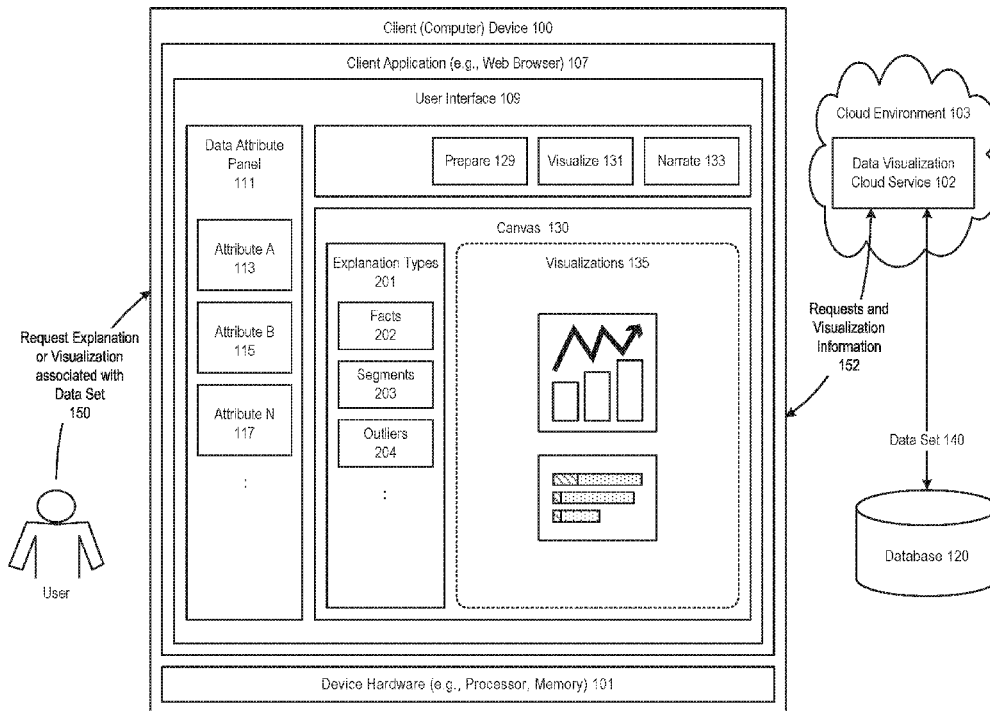 Client (Computer) Device 100
Client Application (e.g., Web Browser) 107
User Interface 109
Data Attribute
Panel
111
Attribute A
113
Attribute B
115
Attribute N
117
:
Prepare 129
Visualize 131
Narrate 133
Canvas 130
Explanation Types
201
Facts
202
Segments
203
Outliers
204
:
Visualizations 135
Device Hardware (e.g., Processor, Memory) 101
Request Explanation
or Visualization
associated with
Data Set
150
User
Cloud Environment 103
Data Visualization
Cloud Service 102
Requests and
Visualization
Information
152
Data Set 140
Database 120